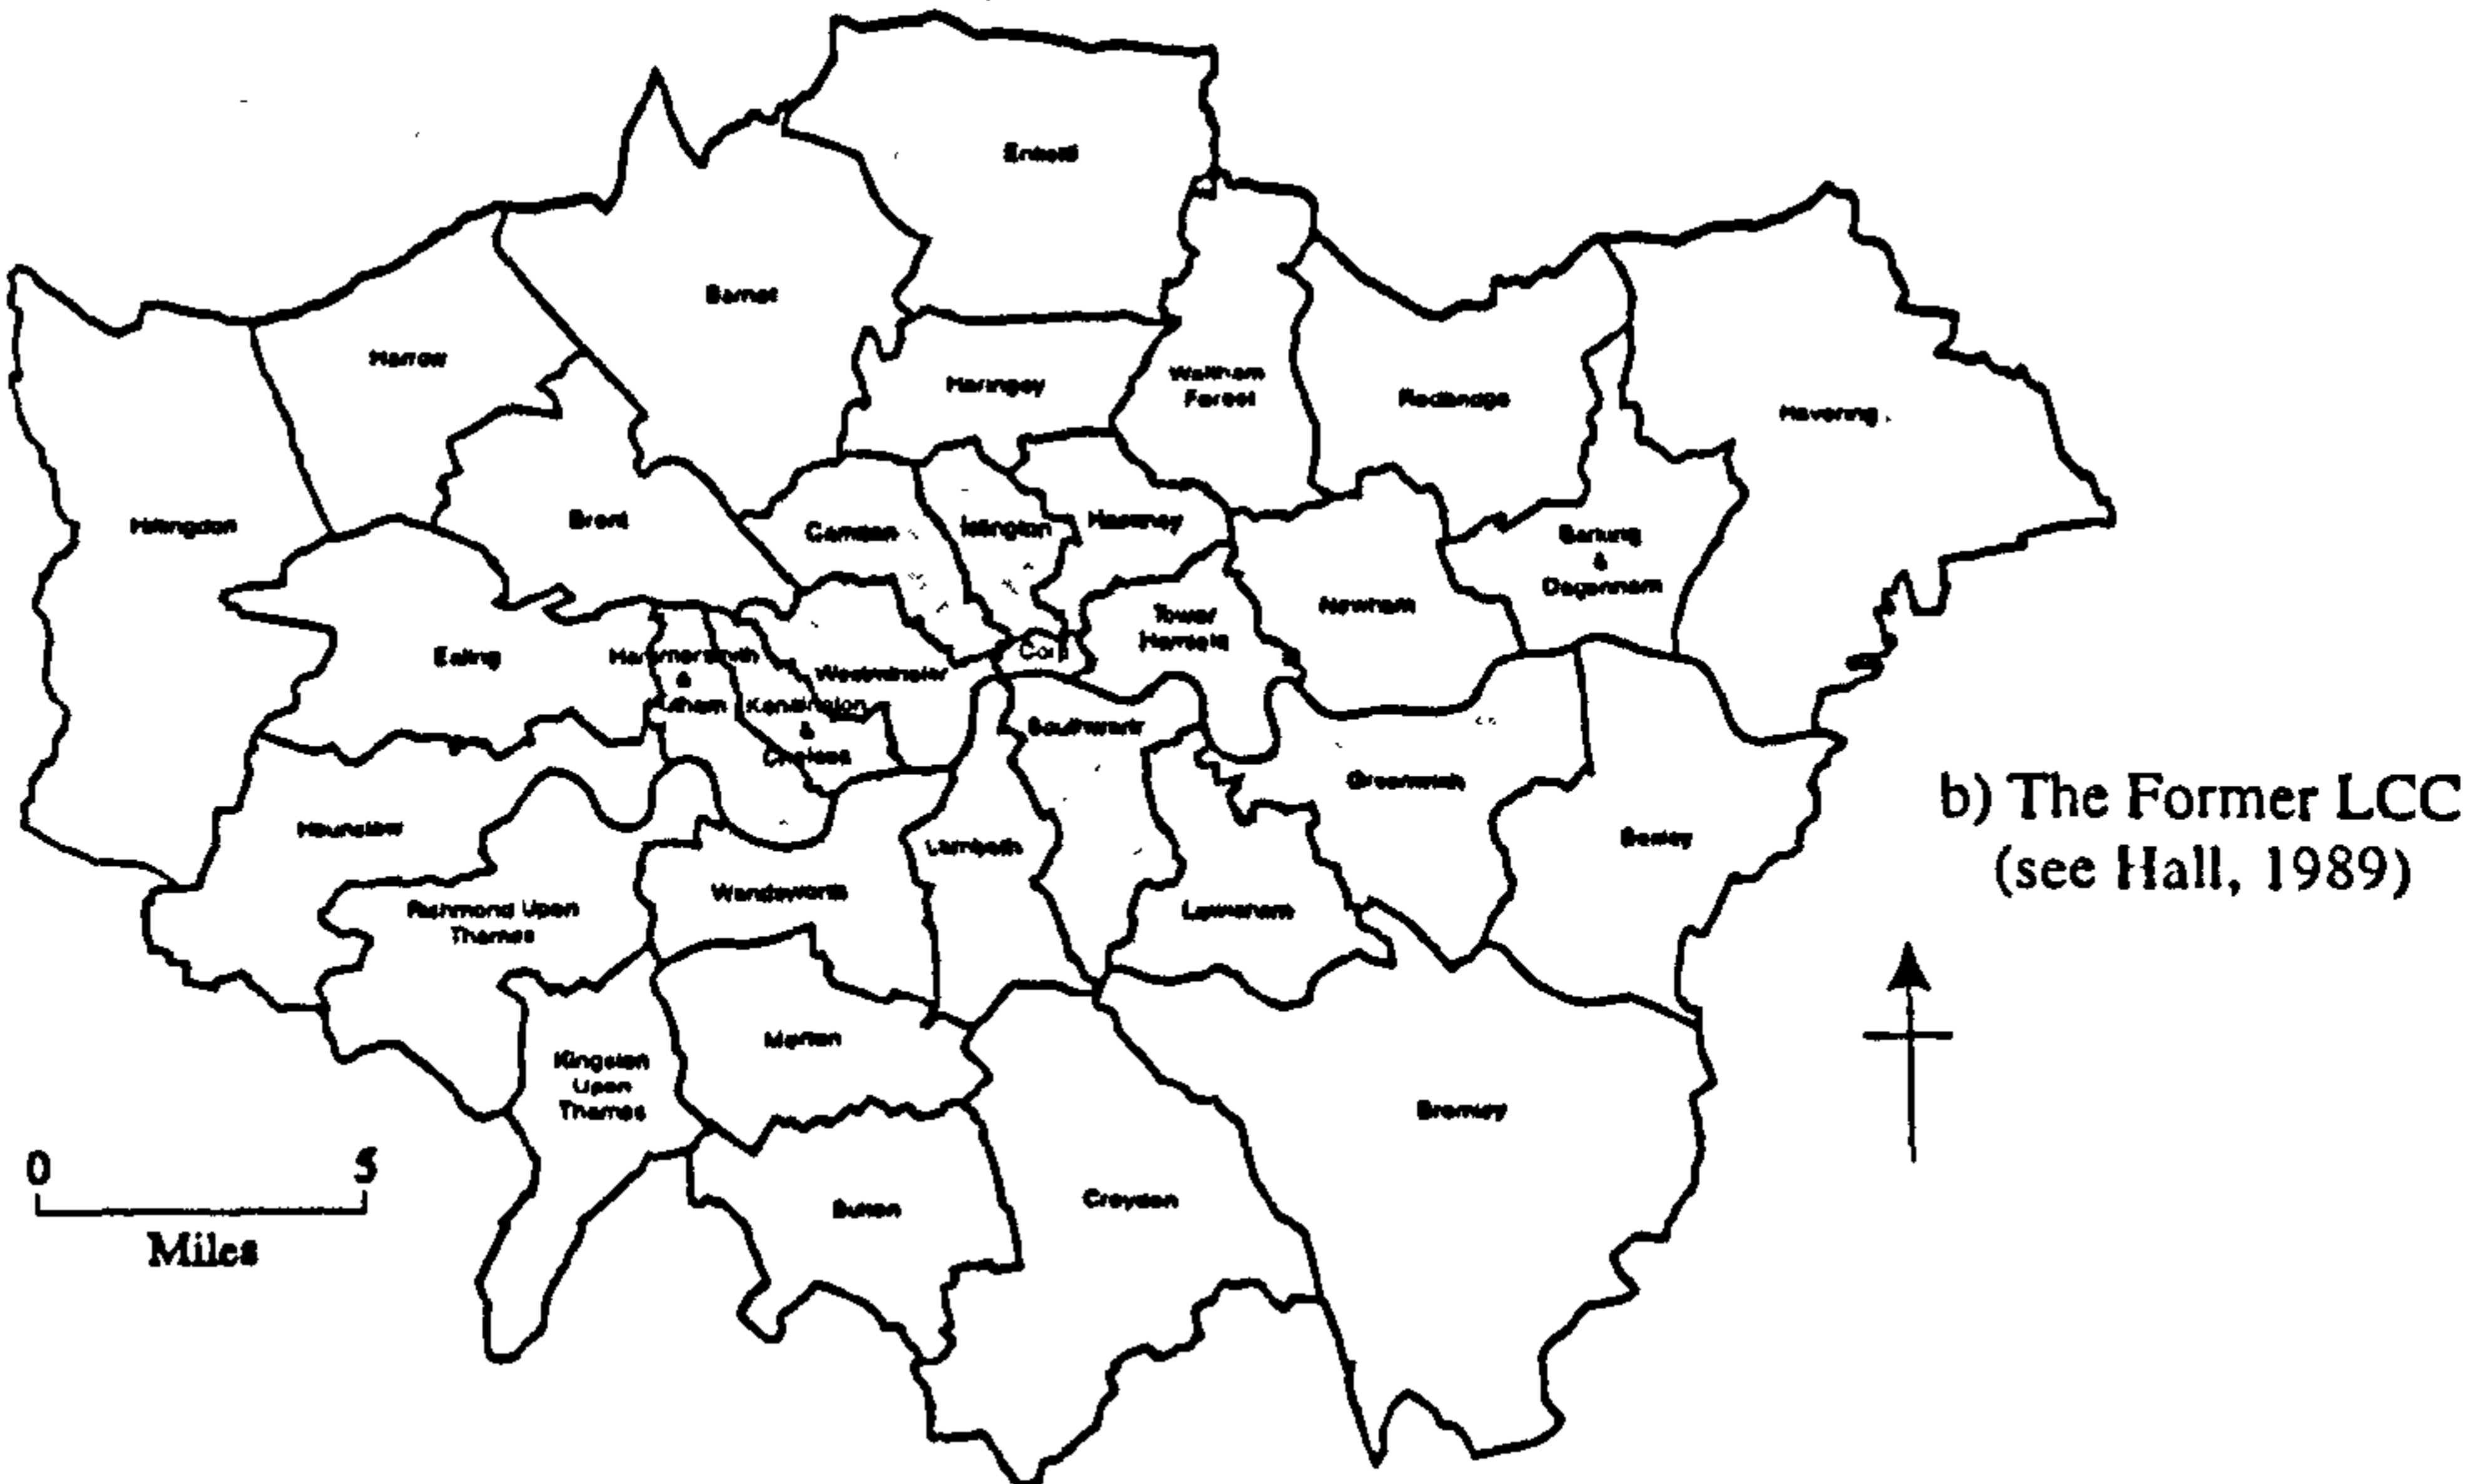 Enfield
Barnet
Harrow
Haringey
Waltham
Forest
Redbridge
Havering
Hillingdon
Brent
Camden
Islington
Hackney
Barking
&
Dagenham
Newham
Tower
Hamlets
Corp
Ealing
Hammersmith
&
Fulham
Westminster
Kensington
&
Chelsea
Southwark
Greenwich
b) The Former LCC
(see Hall, 1989)
Hounslow
Lambeth
Bexley
Wandsworth
Richmond Upon
Thames
Lewisham
Merton
Kingston
Upon
Thames
Bromley
0 5
Miles
Sutton
Croydon